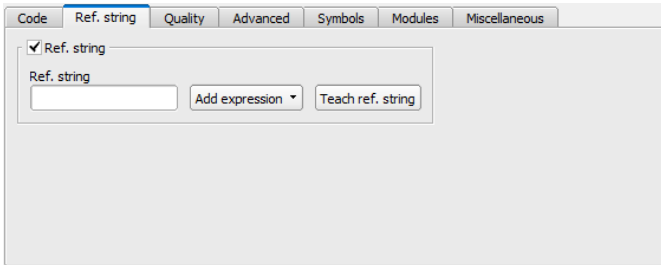 Code Ref. string Quality Advanced Symbols Modules Miscellaneous
Ref. string
Ref. string
Add expression Teach ref. string